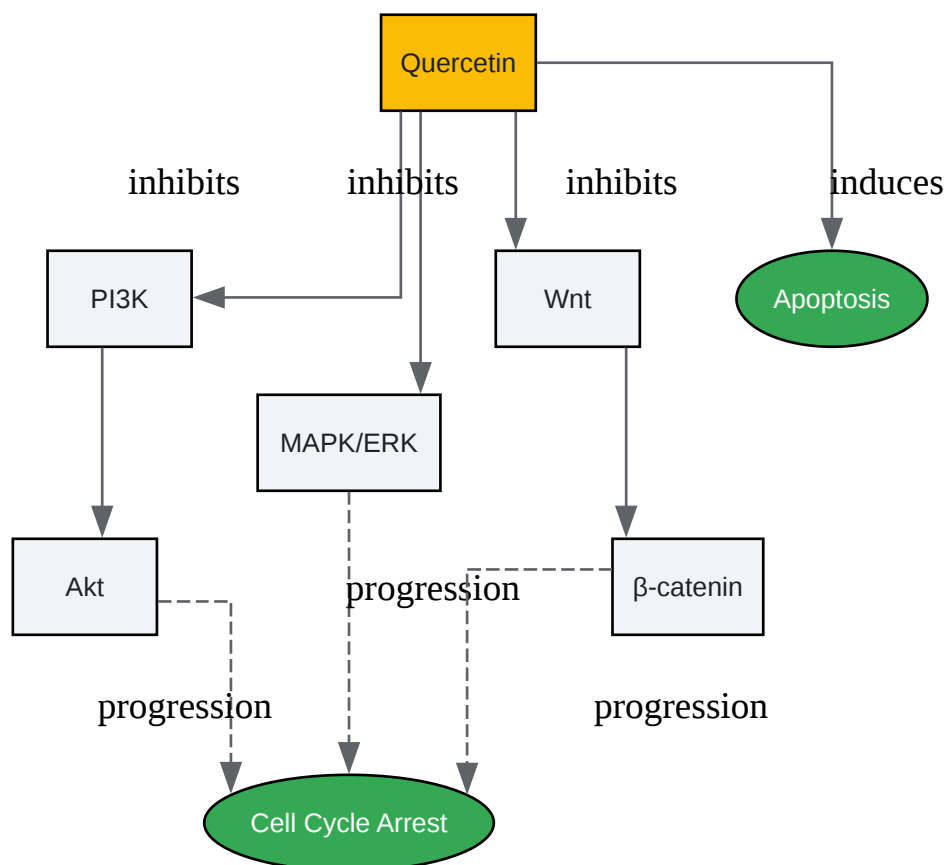 Quercetin
inhibits
inhibits
inhibits
induces
PI3K
Wnt
Apoptosis
MAPK/ERK
Akt
progression
β-catenin
progression
progression
Cell Cycle Arrest